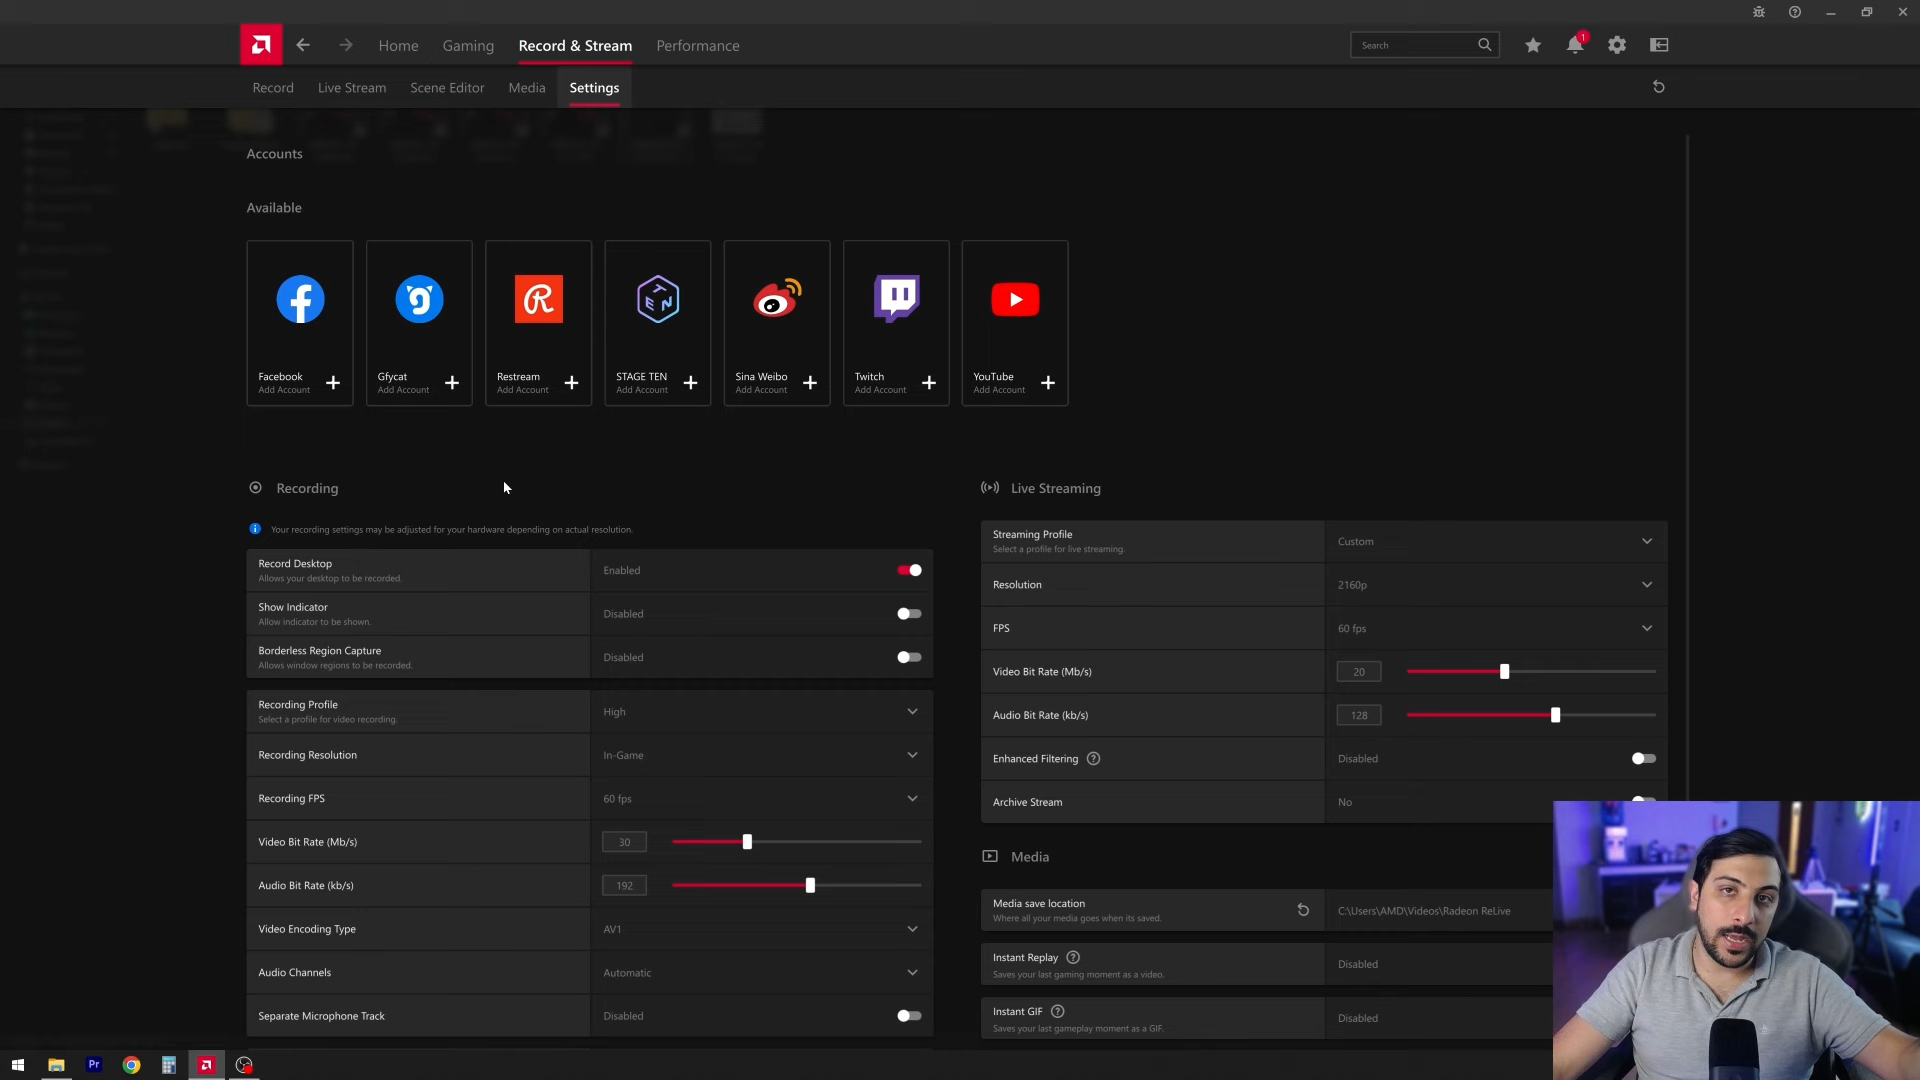 Home Gaming Record & Stream Performance
Search
1
Record Live Stream Scene Editor Media Settings
Accounts
Available
Facebook
Add Account
Gfycat
Add Account
Restream
Add Account
STAGE TEN
Add Account
Sina Weibo
Add Account
Twitch
Add Account
YouTube
Add Account
Recording
Your recording settings may be adjusted for your hardware depending on actual resolution.
Record Desktop
Allows your desktop to be recorded.
Enabled
Show Indicator
Allow indicator to be shown.
Disabled
Borderless Region Capture
Allows window regions to be recorded.
Disabled
Recording Profile
Select a profile for video recording.
High
Recording Resolution
In-Game
Recording FPS
60 fps
Video Bit Rate (Mb/s)
30
Audio Bit Rate (kb/s)
192
Video Encoding Type
AV1
Audio Channels
Automatic
Separate Microphone Track
Disabled
Live Streaming
Streaming Profile
Select a profile for live streaming.
Custom
Resolution
2160p
FPS
60 fps
Video Bit Rate (Mb/s)
20
Audio Bit Rate (kb/s)
128
Enhanced Filtering
Disabled
Archive Stream
No
Media
Media save location
Where all your media goes when its saved.
C:\Users\AMD\Videos\Radeon ReLive
Instant Replay
Saves your last gaming moment as a video.
Disabled
Instant GIF
Saves your last gameplay moment as a GIF.
Disabled
Pr